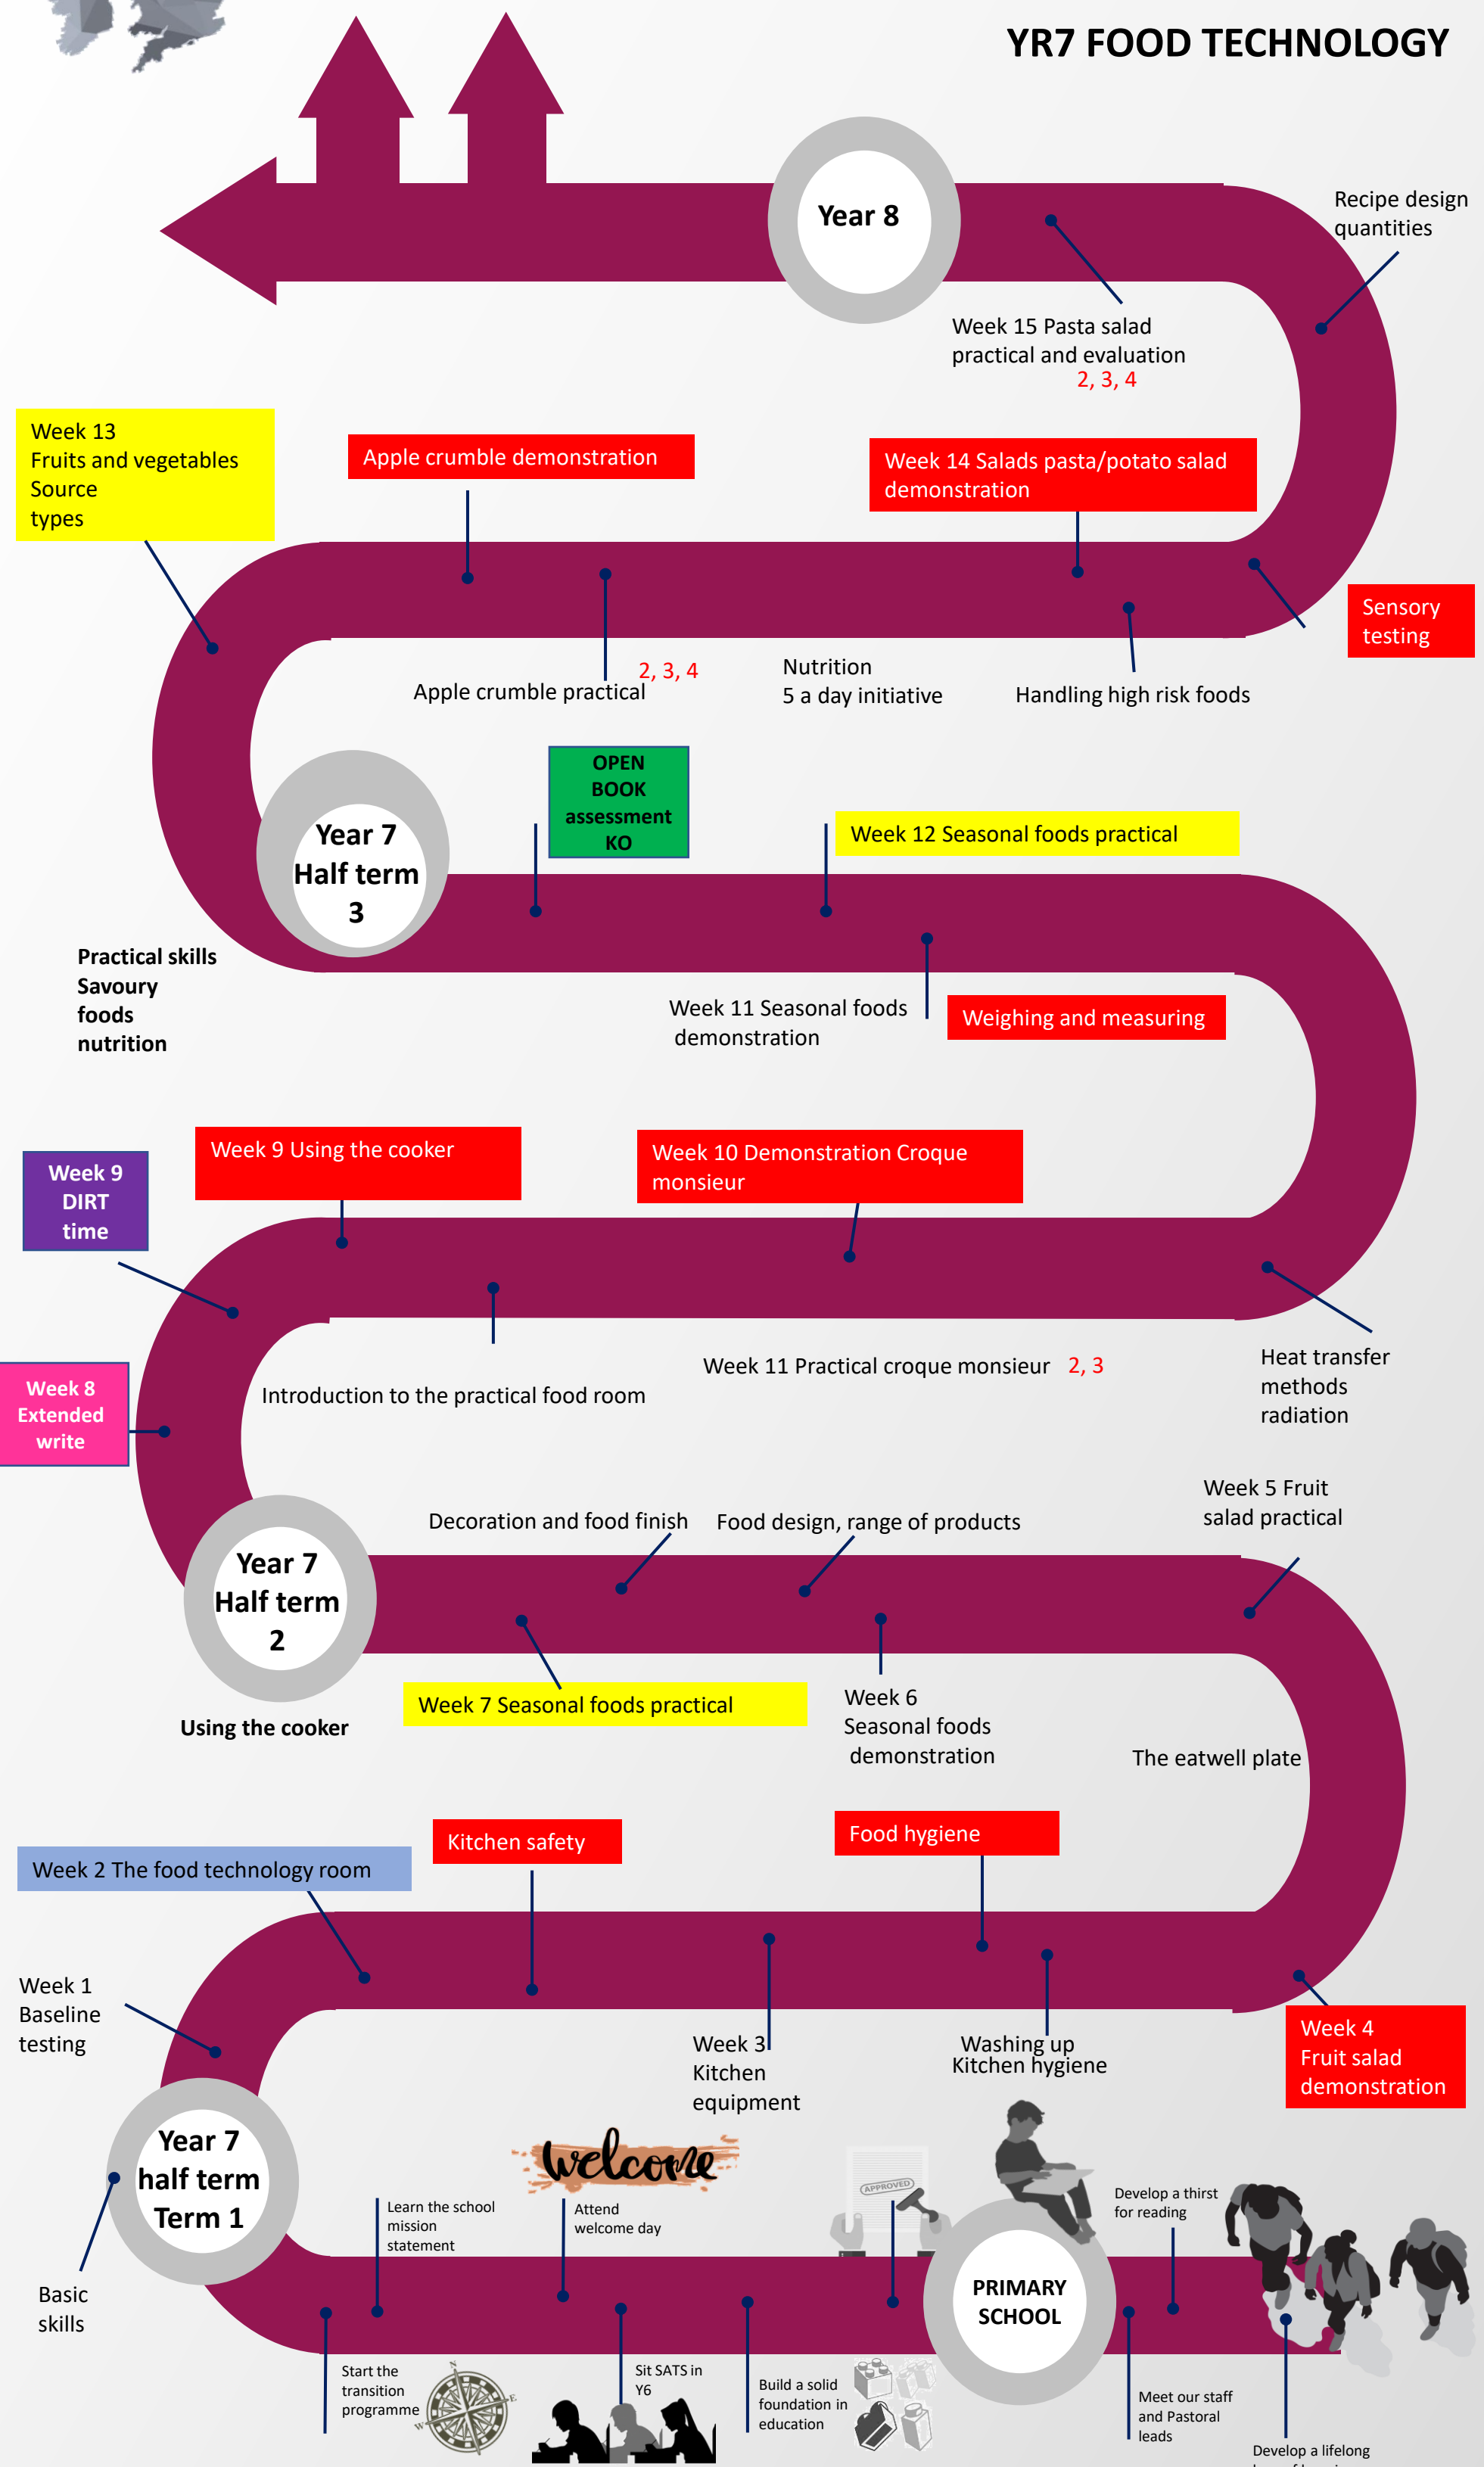 YR7 FOOD TECHNOLOGY
Year 8
Recipe design
quantities
Week 15 Pasta salad
practical and evaluation
2, 3, 4
Week 13
Fruits and vegetables
Source
types
Apple crumble demonstration
Week 14 Salads pasta/potato salad
demonstration
Sensory
testing
Apple crumble practical
2, 3, 4
Nutrition
5 a day initiative
Handling high risk foods
OPEN
BOOK
assessment
KO
Week 12 Seasonal foods practical
Year 7
Half term
3
Practical skills
Savoury
foods
nutrition
Week 11 Seasonal foods
demonstration
Weighing and measuring
Week 9 Using the cooker
Week 10 Demonstration Croque
monsieur
Week 9
DIRT
time
Week 8
Extended
write
Introduction to the practical food room
Week 11 Practical croque monsieur 2, 3
Heat transfer
methods
radiation
Decoration and food finish
Food design, range of products
Week 5 Fruit
salad practical
Year 7
Half term
2
Using the cooker
Week 7 Seasonal foods practical
Week 6
Seasonal foods
demonstration
The eatwell plate
Week 2 The food technology room
Kitchen safety
Food hygiene
Week 1
Baseline
testing
Week 3
Kitchen
equipment
Washing up
Kitchen hygiene
Week 4
Fruit salad
demonstration
Year 7
half term
Term 1
Basic
skills
Learn the school
mission
statement
welcome
Attend
welcome day
APPROVED
PRIMARY
SCHOOL
Develop a thirst
for reading
Start the
transition
programme
N
E
W
Sit SATS in
Y6
Build a solid
foundation in
education
Meet our staff
and Pastoral
leads
Develop a lifelong